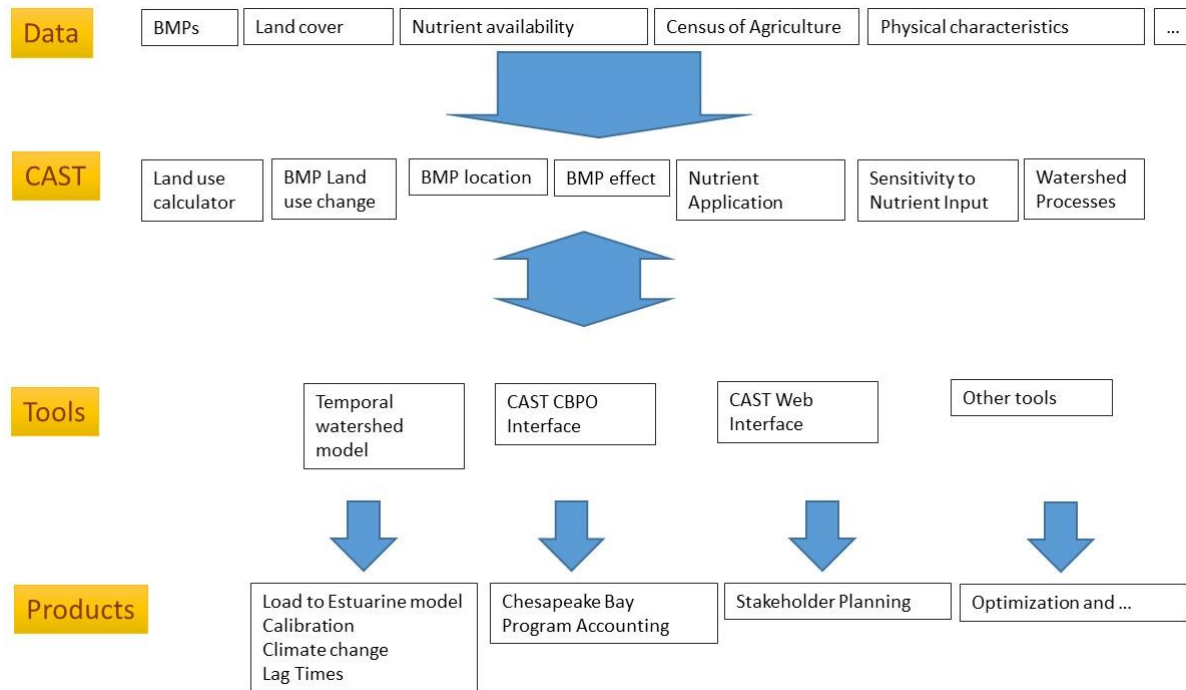 Data
BMPs
Land cover
Nutrient availability
Census of Agriculture
Physical characteristics
...
CAST
Land use
calculator
BMP Land
use change
BMP location
BMP effect
Nutrient
Application
Sensitivity to
Nutrient Input
Watershed
Processes
Tools
Temporal
watershed
model
CAST CBPO
Interface
CAST Web
Interface
Other tools
Products
Load to Estuarine model
Calibration
Climate change
Lag Times
Chesapeake Bay
Program Accounting
Stakeholder Planning
Optimization and ...